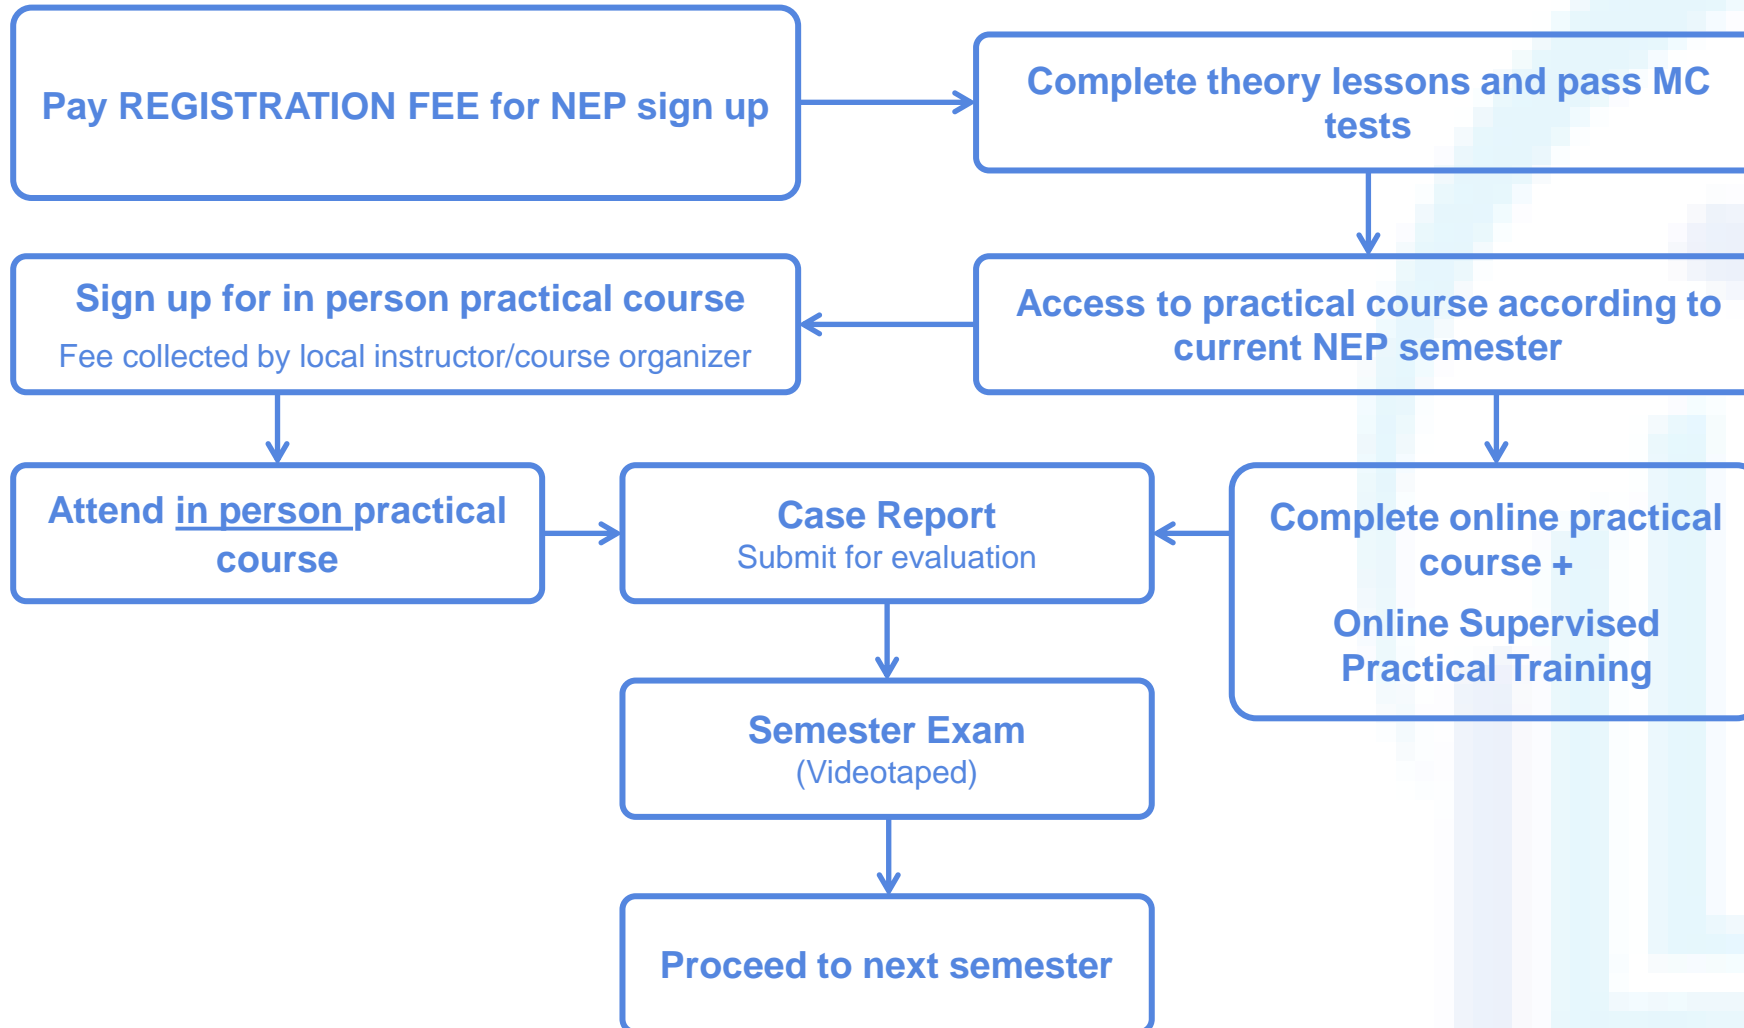 Pay REGISTRATION FEE for NEP sign up
Complete theory lessons and pass MC
tests
Sign up for in person practical course
Fee collected by local instructor/course organizer
Access to practical course according to
current NEP semester
Attend in person practical
course
Case Report
Submit for evaluation
Complete online practical
course +
Online Supervised
Practical Training
Semester Exam
(Videotaped)
Proceed to next semester